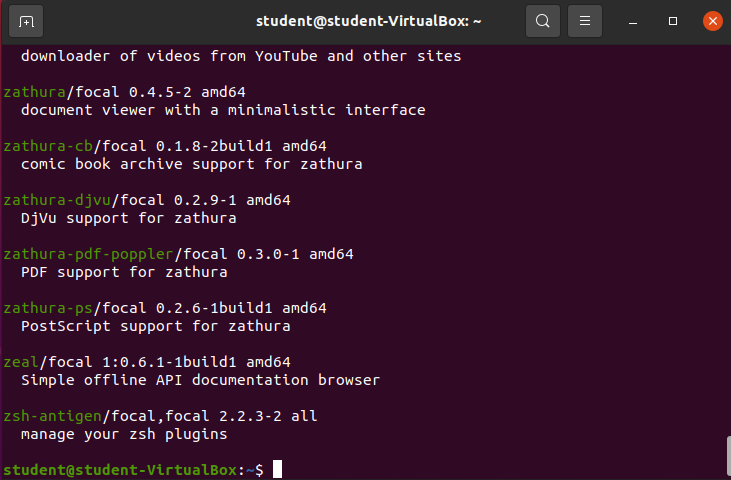 student@student-VirtualBox: ~
downloader of videos from YouTube and other sites
zathura/focal 0.4.5-2 amd64
document viewer with a minimalistic interface
zathura-cb/focal 0.1.8-2build1 amd64
comic book archive support for zathura
zathura-djvu/focal 0.2.9-1 amd64
DjVu support for zathura
zathura-pdf-poppler/focal 0.3.0-1 amd64
PDF support for zathura
zathura-ps/focal 0.2.6-1build1 amd64
PostScript support for zathura
zeal/focal 1:0.6.1-1build1 amd64
Simple offline API documentation browser
zsh-antigen/focal,focal 2.2.3-2 all
manage your zsh plugins
student@student-VirtualBox:~$